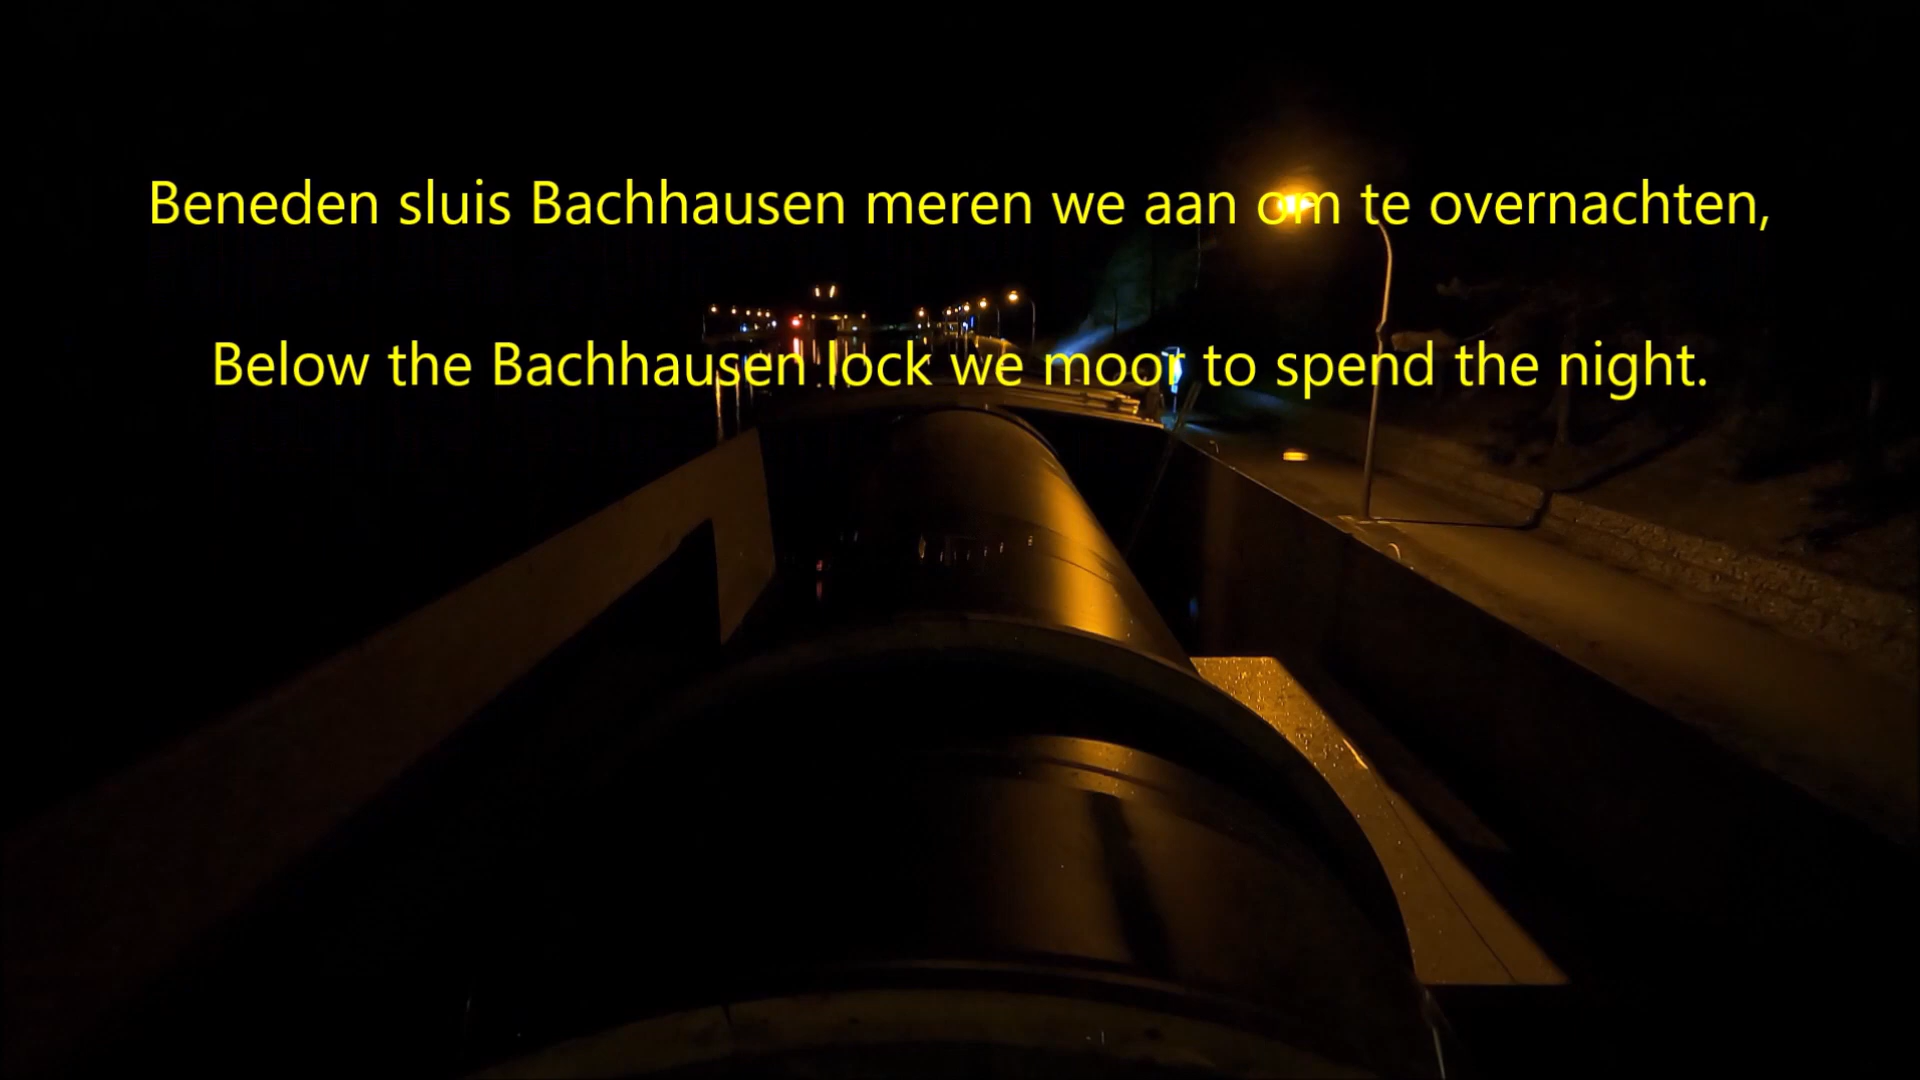 Beneden sluis Bachhausen meren we aan om te overnachten,
Below the Bachhausen lock we moor to spend the night.